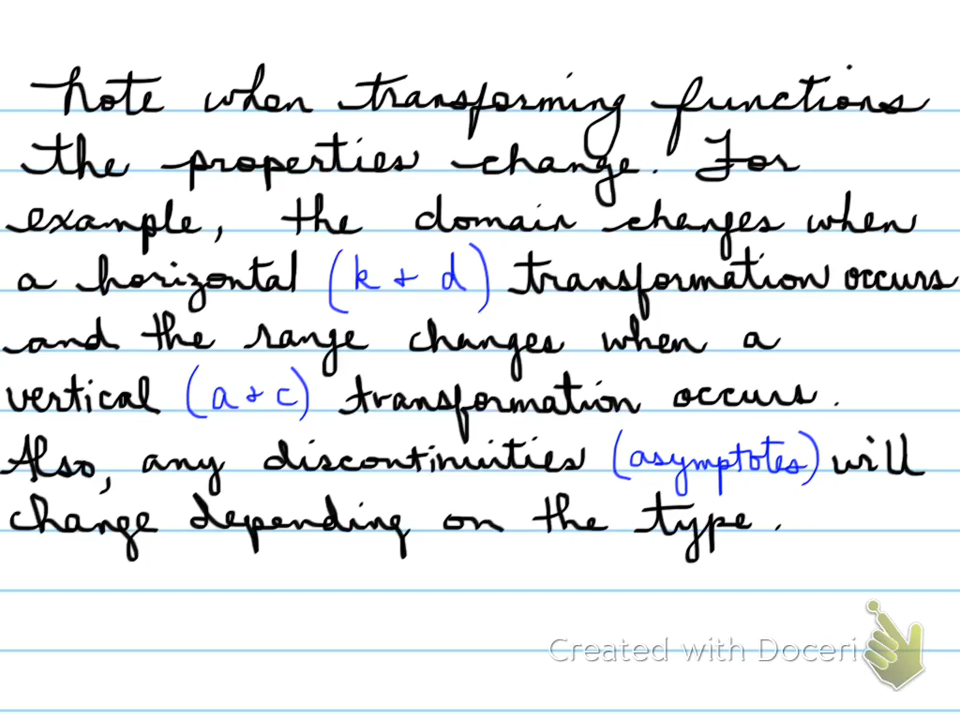 Note when transforming functions
the properties change. For
example, the domain changes when
a horizontal (k + d) transformation occurs
and the range changes when a
vertical (a + c) transformation occurs.
Also, any discontinuities (asymptotes) will
change depending on the type.
Created with Doceri